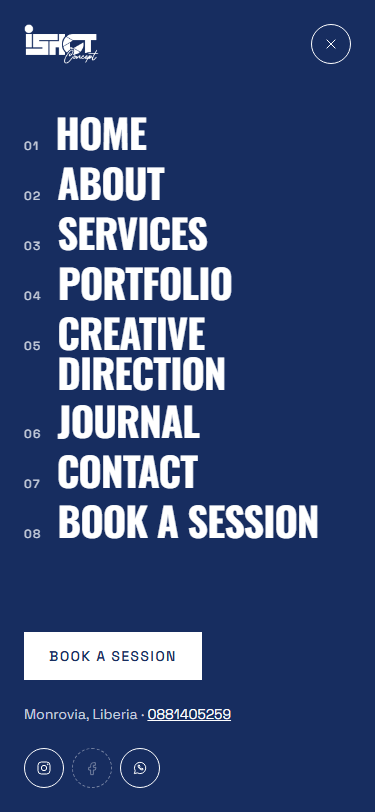 iSHOT
Concept
01 HOME
02 ABOUT
03 SERVICES
04 PORTFOLIO
05 CREATIVE
DIRECTION
06 JOURNAL
07 CONTACT
08 BOOK A SESSION
BOOK A SESSION
Monrovia, Liberia · 0881405259